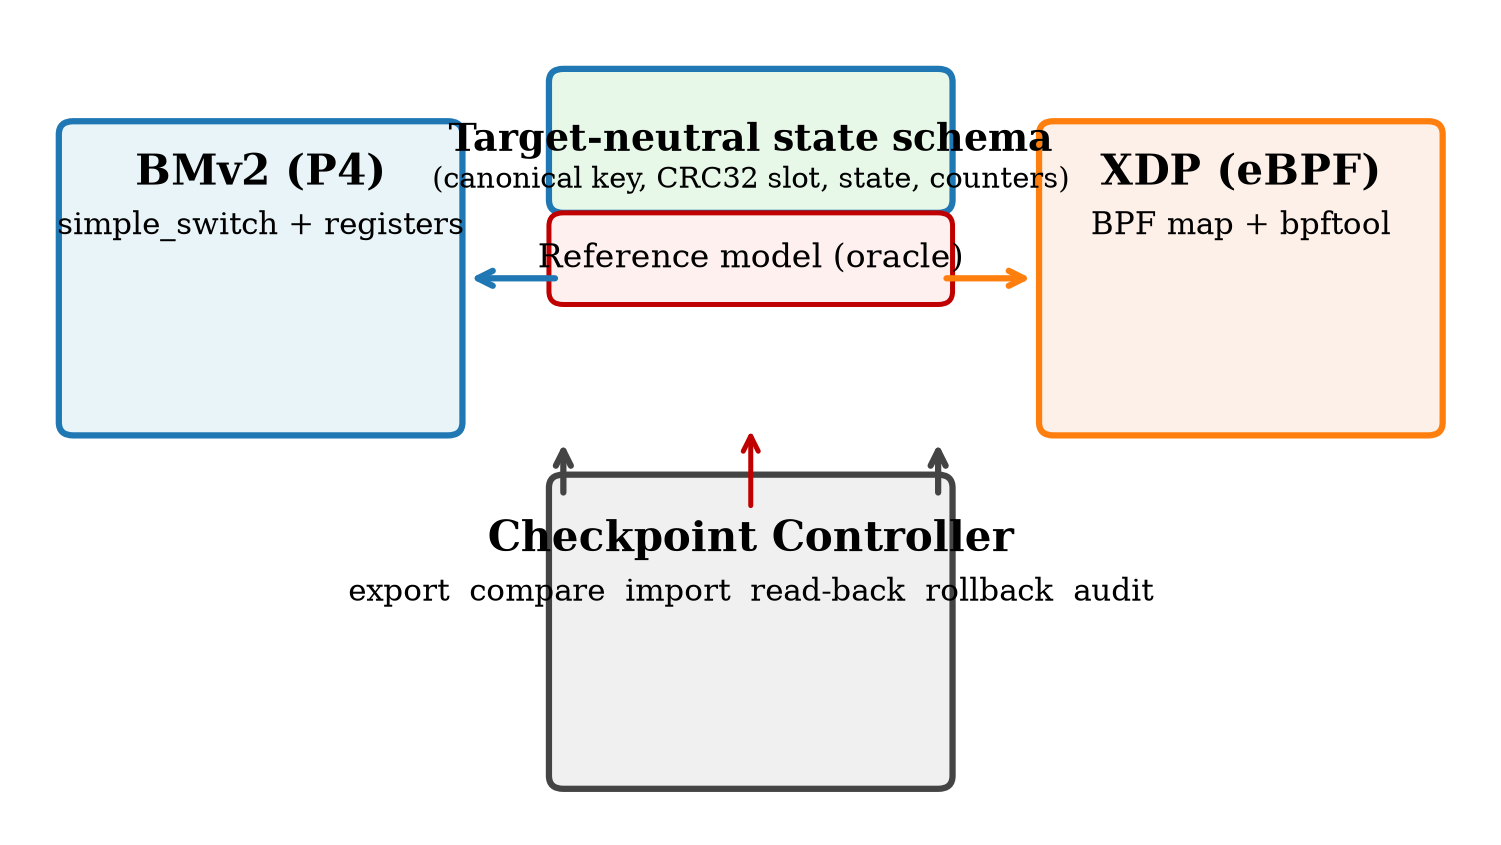 BMv2 (P4)
simple_switch + registers
Target-neutral state schema
(canonical key, CRC32 slot, state, counters)
Reference model (oracle)
XDP (eBPF)
BPF map + bpftool
Checkpoint Controller
export compare import read-back rollback audit